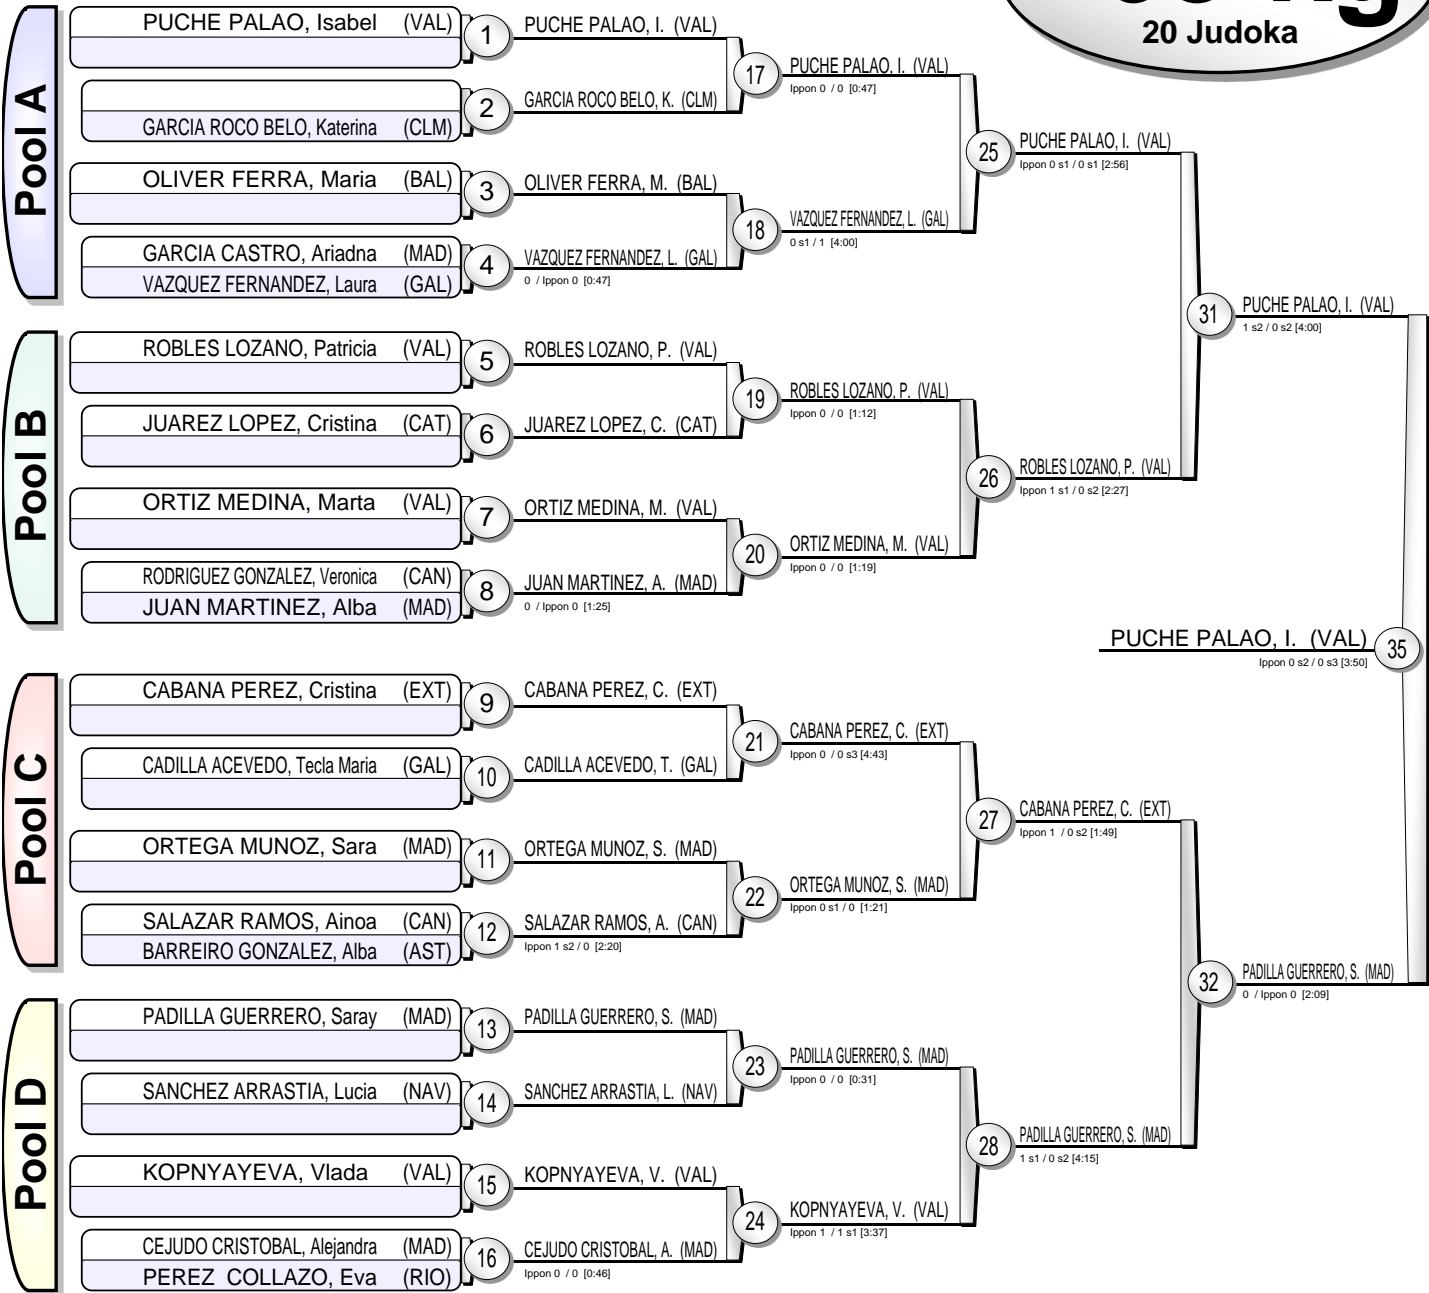 20 Judoka
Pool A
PUCHE PALAO, Isabel (VAL)
1
GARCIA ROCO BELO, Katerina (CLM)
2
OLIVER FERRA, Maria (BAL)
3
GARCIA CASTRO, Ariadna (MAD)
VAZQUEZ FERNANDEZ, Laura (GAL)
4
Pool B
ROBLES LOZANO, Patricia (VAL)
5
JUAREZ LOPEZ, Cristina (CAT)
6
ORTIZ MEDINA, Marta (VAL)
7
RODRIGUEZ GONZALEZ, Veronica (CAN)
JUAN MARTINEZ, Alba (MAD)
8
Pool C
CABANA PEREZ, Cristina (EXT)
9
CADILLA ACEVEDO, Tecla Maria (GAL)
10
ORTEGA MUNOZ, Sara (MAD)
11
SALAZAR RAMOS, Ainoa (CAN)
BARREIRO GONZALEZ, Alba (AST)
12
Pool D
PADILLA GUERRERO, Saray (MAD)
13
SANCHEZ ARRASTIA, Lucia (NAV)
14
KOPNYAYEVA, Vlada (VAL)
15
CEJUDO CRISTOBAL, Alejandra (MAD)
PEREZ COLLAZO, Eva (RIO)
16
PUCHE PALAO, I. (VAL)
GARCIA ROCO BELO, K. (CLM)
17
OLIVER FERRA, M. (BAL)
VAZQUEZ FERNANDEZ, L. (GAL)
0 / Ippon 0 [0:47]
18
ROBLES LOZANO, P. (VAL)
JUAREZ LOPEZ, C. (CAT)
19
ORTIZ MEDINA, M. (VAL)
JUAN MARTINEZ, A. (MAD)
0 / Ippon 0 [1:25]
20
CABANA PEREZ, C. (EXT)
CADILLA ACEVEDO, T. (GAL)
21
ORTEGA MUNOZ, S. (MAD)
SALAZAR RAMOS, A. (CAN)
Ippon 1 s2 / 0 [2:20]
22
PADILLA GUERRERO, S. (MAD)
SANCHEZ ARRASTIA, L. (NAV)
23
KOPNYAYEVA, V. (VAL)
CEJUDO CRISTOBAL, A. (MAD)
Ippon 0 / 0 [0:46]
24
PUCHE PALAO, I. (VAL)
Ippon 0 / 0 [0:47]
VAZQUEZ FERNANDEZ, L. (GAL)
0 s1 / 1 [4:00]
25
ROBLES LOZANO, P. (VAL)
Ippon 0 / 0 [1:12]
ORTIZ MEDINA, M. (VAL)
Ippon 0 / 0 [1:19]
26
CABANA PEREZ, C. (EXT)
Ippon 0 / 0 s3 [4:43]
ORTEGA MUNOZ, S. (MAD)
Ippon 0 s1 / 0 [1:21]
27
PADILLA GUERRERO, S. (MAD)
Ippon 0 / 0 [0:31]
KOPNYAYEVA, V. (VAL)
Ippon 1 / 1 s1 [3:37]
28
PUCHE PALAO, I. (VAL)
Ippon 0 s1 / 0 s1 [2:56]
ROBLES LOZANO, P. (VAL)
Ippon 1 s1 / 0 s2 [2:27]
31
CABANA PEREZ, C. (EXT)
Ippon 1 / 0 s2 [1:49]
PADILLA GUERRERO, S. (MAD)
1 s1 / 0 s2 [4:15]
32
PUCHE PALAO, I. (VAL)
1 s2 / 0 s2 [4:00]
PADILLA GUERRERO, S. (MAD)
0 / Ippon 0 [2:09]
PUCHE PALAO, I. (VAL)
Ippon 0 s2 / 0 s3 [3:50]
35